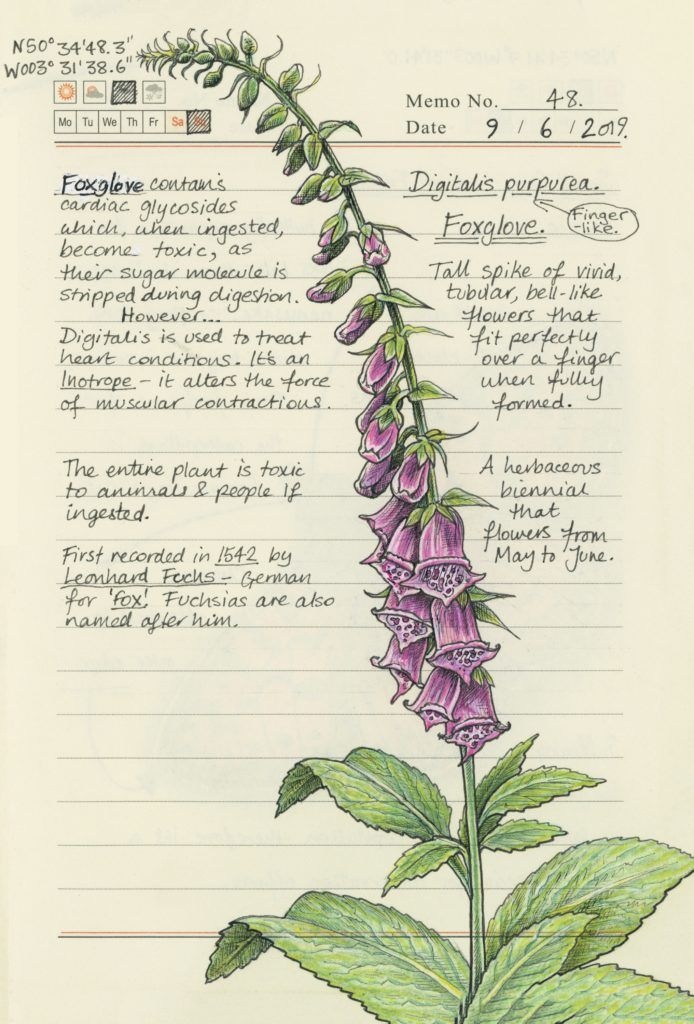 N50° 34'48.3"
W003° 31'38.6"
Mo Tu We Th Fr Sa
Memo No. 48.
Date 9 / 6 / 2019.
Foxglove contains
cardiac glycosides
which, when ingested,
become toxic, as
their sugar molecule is
stripped during digestion.
However...
Digitalis is used to treat
heart conditions. It's an
Inotrope – it alters the force
of muscular contractions.
The entire plant is toxic
to animals & people if
ingested.
First recorded in 1542 by
Leonhard Fuchs – German
for 'fox'. Fuchsias are also
named after him.
Digitalis purpurea.
Finger
-like.
Foxglove.
Tall spike of vivid,
tubular, bell-like
flowers that
fit perfectly
over a finger
when fully
formed.
A herbaceous
biennial
that
flowers from
May to June.